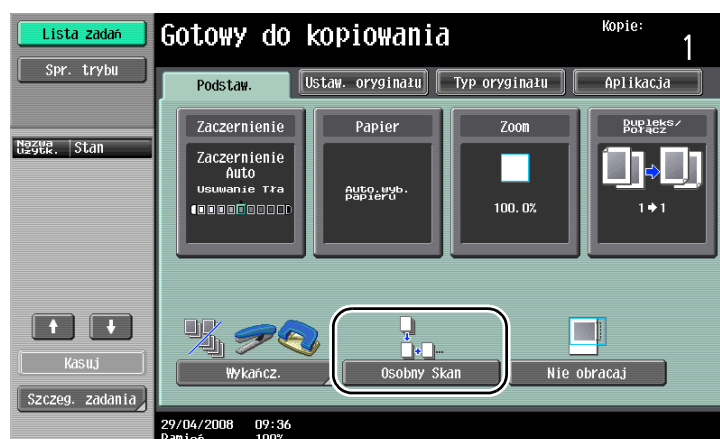 Lista zadań
Spr. trybu
Gotowy do kopiowania
Kopie:
1
Podstaw.
Ustaw. oryginału
Typ oryginału
Aplikacja
Nazwa
użytk.
Stan
Zaczernienie
Papier
Zoom
Dupleks/
Połącz
Zaczernienie
Auto
Usuwanie Tła
Auto.wyb.
papieru
100.0%
1➜1
Kasuj
Szczeg. zadania
Wykańcz.
Osobny Skan
Nie obracaj
29/04/2008 09:36
Pamięć 100%